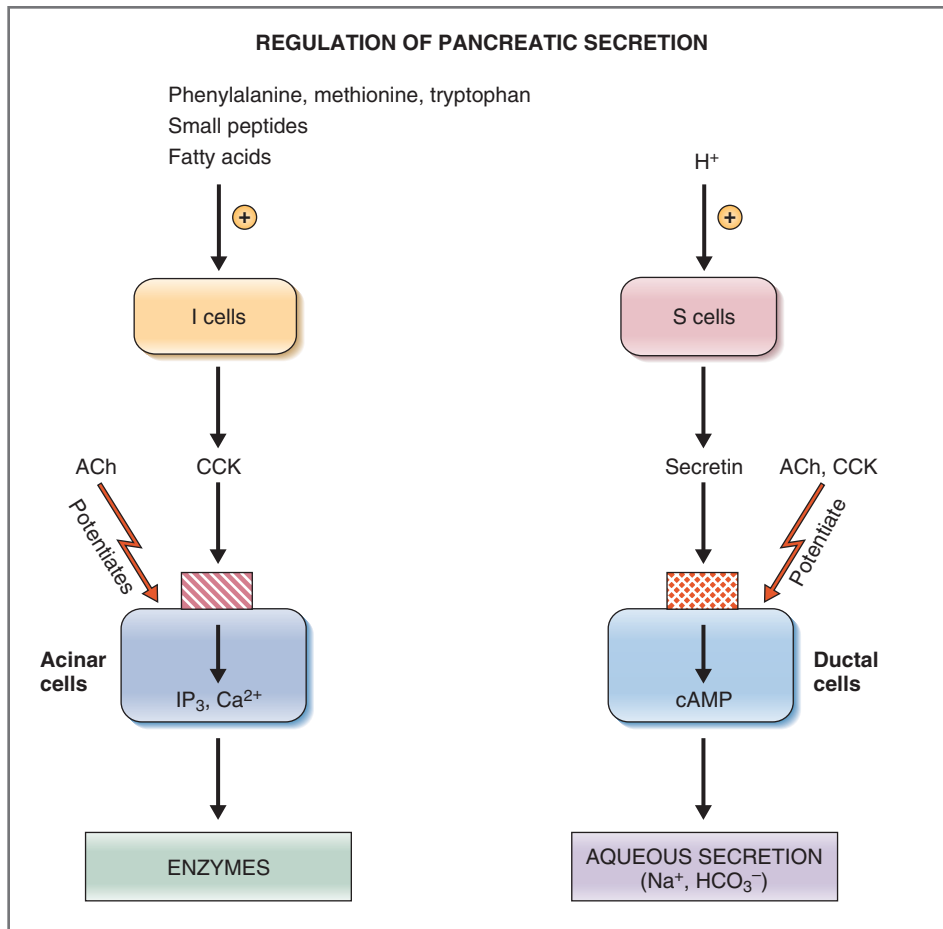 REGULATION OF PANCREATIC SECRETION
Phenylalanine, methionine, tryptophan
Small peptides
Fatty acids
H⁺
+
+
I cells
S cells
ACh
CCK
Secretin
ACh, CCK
Potentiates
Potentiate
Acinar
cells
IP₃, Ca²⁺
cAMP
Ductal
cells
ENZYMES
AQUEOUS SECRETION
(Na⁺, HCO₃⁻)